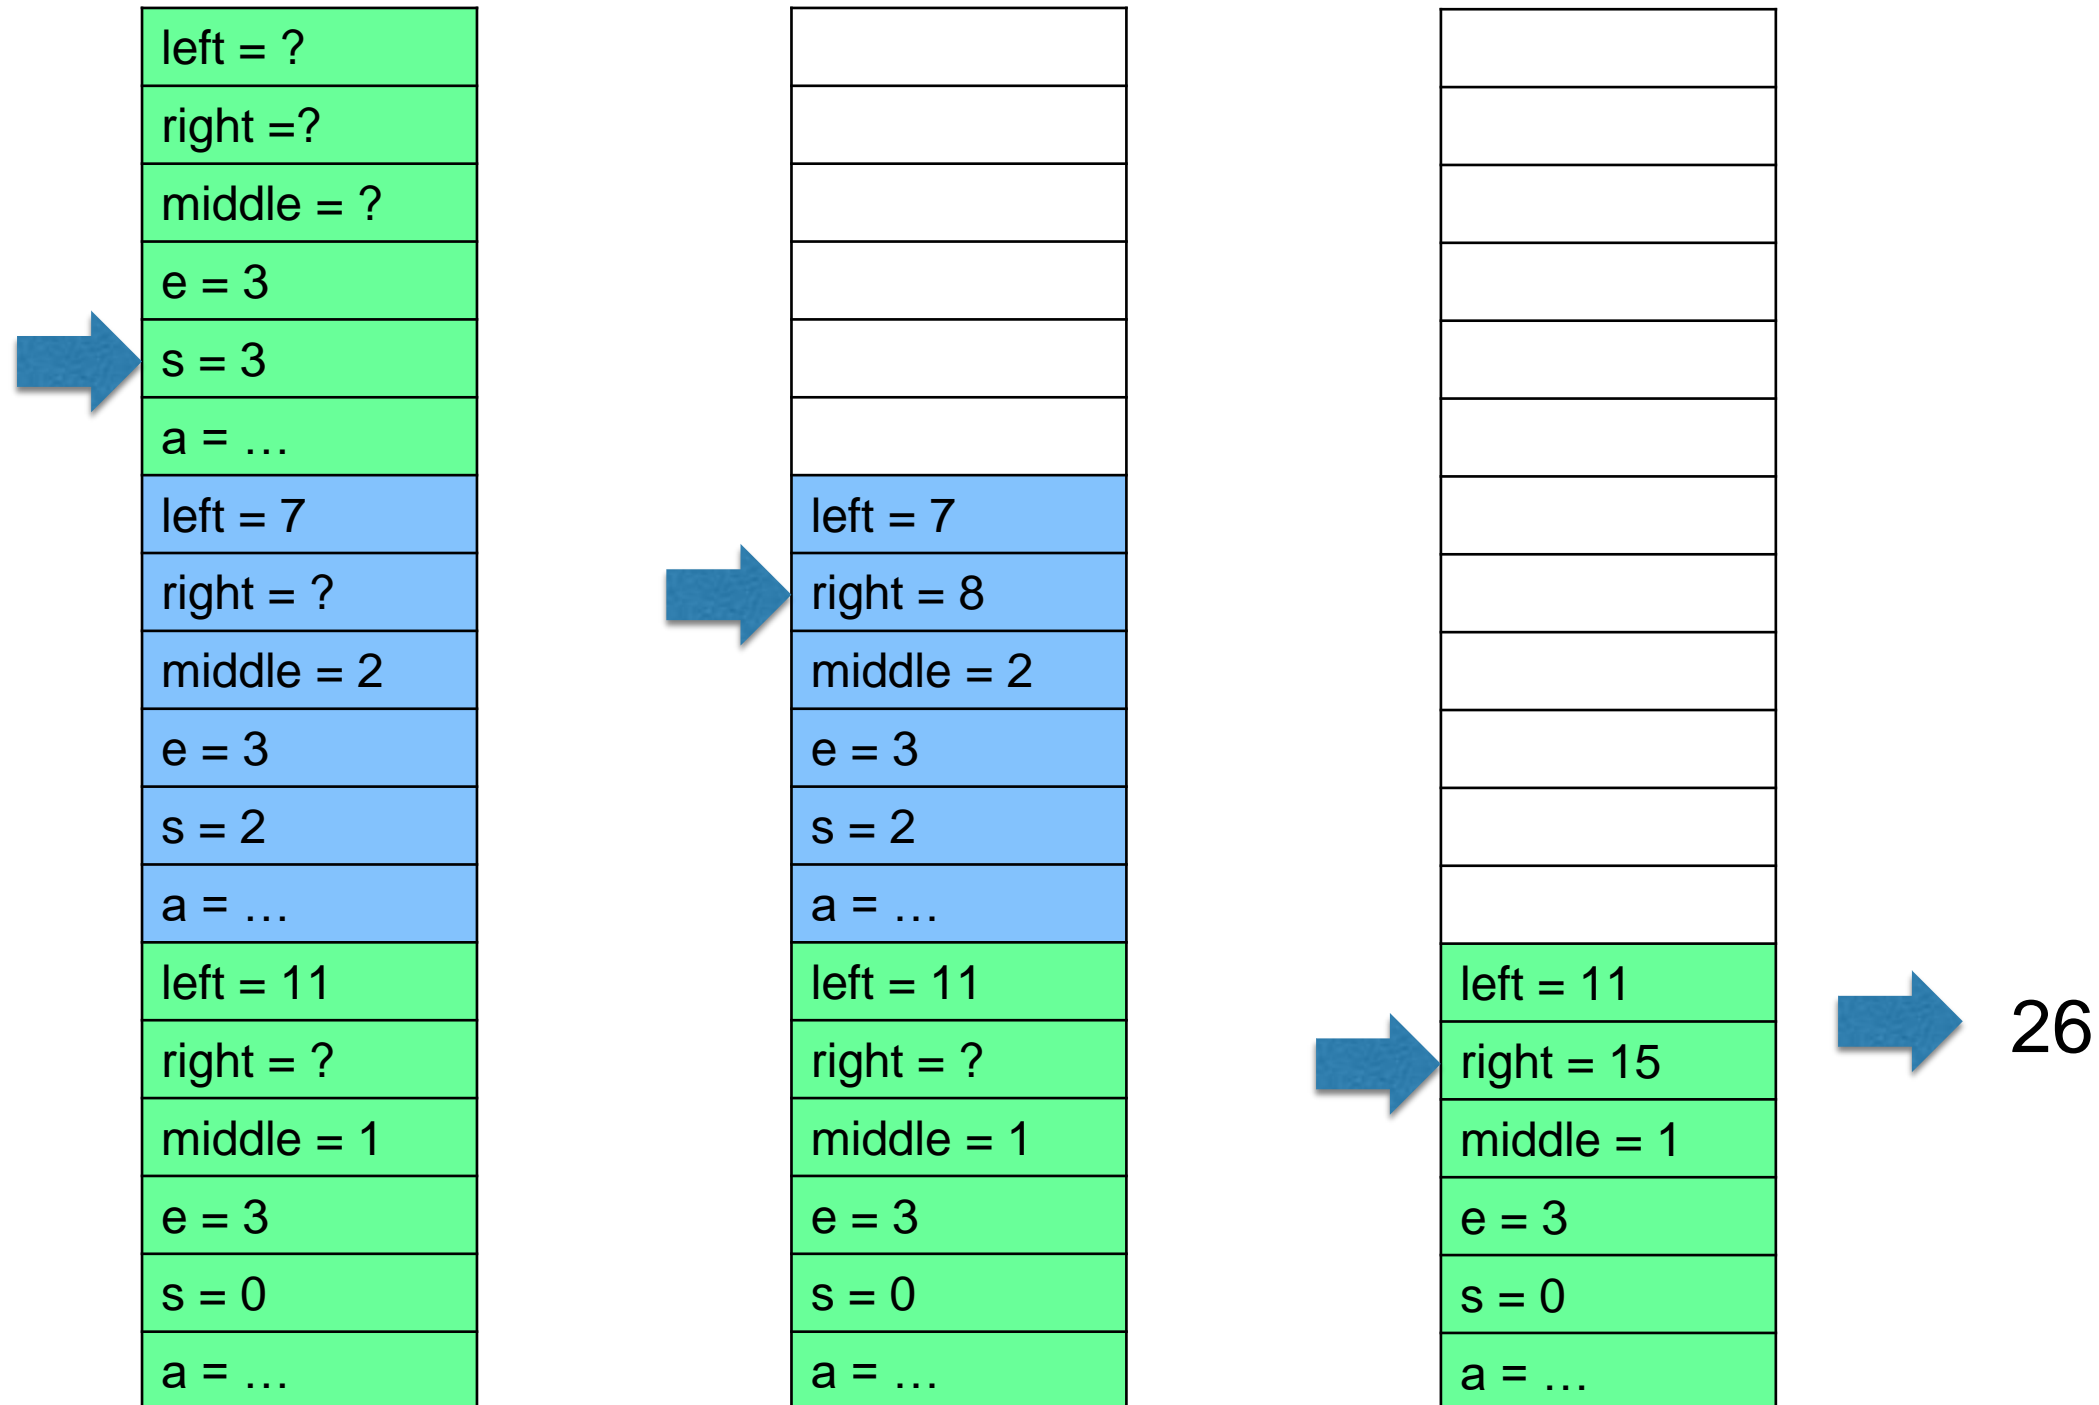 left = ?
right =?
middle = ?
e = 3
s = 3
a = …
left = 7
right = ?
middle = 2
e = 3
s = 2
a = …
left = 11
right = ?
middle = 1
e = 3
s = 0
a = …
left = 7
right = 8
middle = 2
e = 3
s = 2
a = …
left = 11
right = ?
middle = 1
e = 3
s = 0
a = …
left = 11
right = 15
middle = 1
e = 3
s = 0
a = …
26